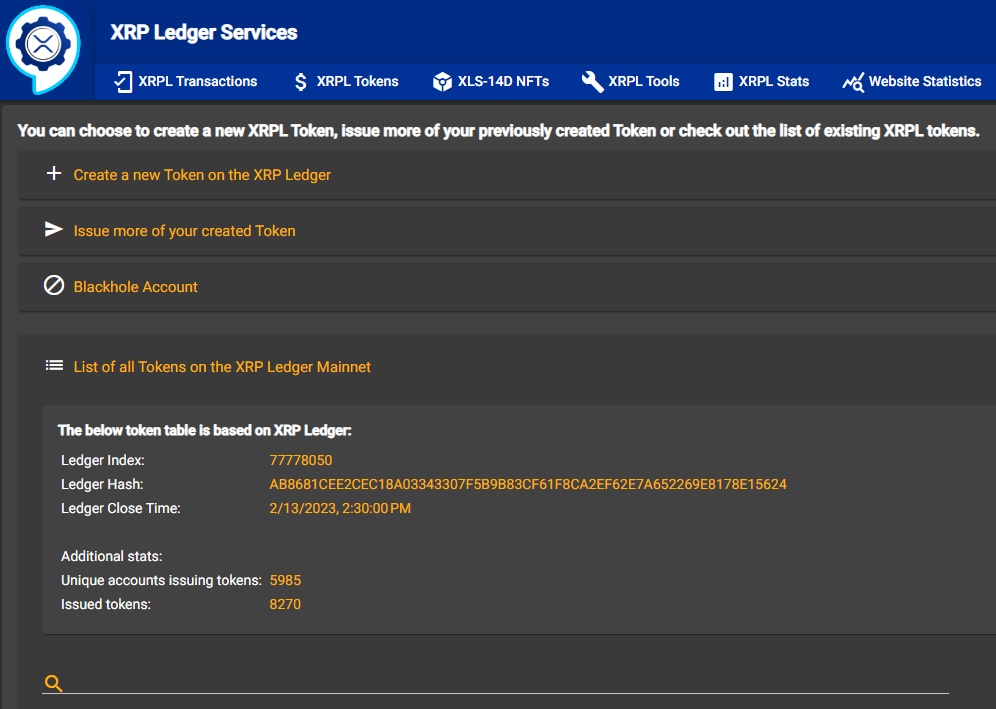 XRP Ledger Services
XRPL Transactions XRPL Tokens XLS-14D NFTs XRPL Tools XRPL Stats Website Statistics
You can choose to create a new XRPL Token, issue more of your previously created Token or check out the list of existing XRPL tokens.
Create a new Token on the XRP Ledger
Issue more of your created Token
Blackhole Account
List of all Tokens on the XRP Ledger Mainnet
The below token table is based on XRP Ledger:
Ledger Index: 77778050
Ledger Hash: AB8681CEE2CEC18A03343307F5B9B83CF61F8CA2EF62E7A652269E8178E15624
Ledger Close Time: 2/13/2023, 2:30:00 PM
Additional stats:
Unique accounts issuing tokens: 5985
Issued tokens: 8270